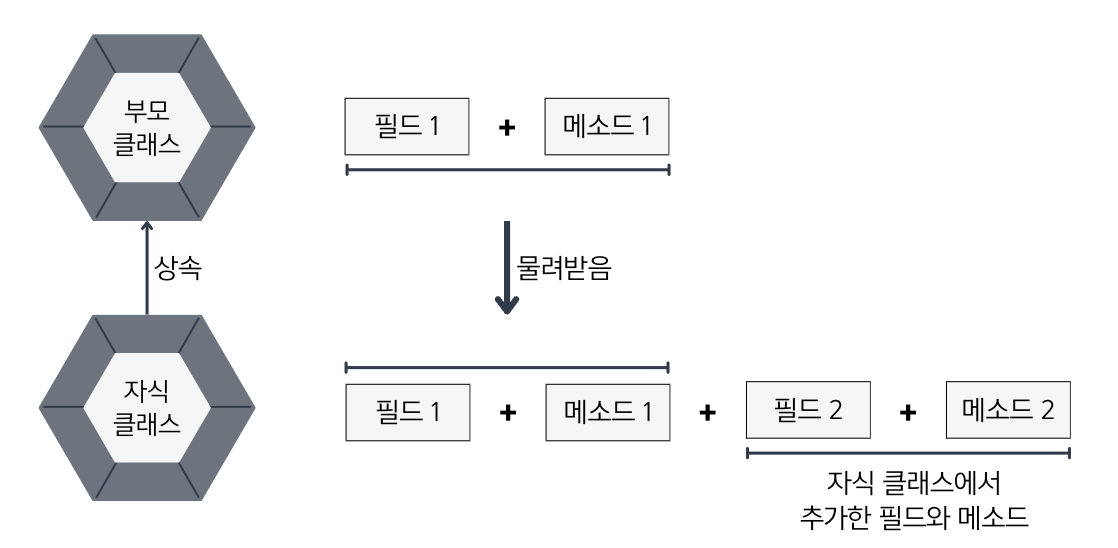 부모
클래스
필드 1 + 메소드 1
상속
물려받음
자식
클래스
필드 1 + 메소드 1 + 필드 2 + 메소드 2
자식 클래스에서
추가한 필드와 메소드